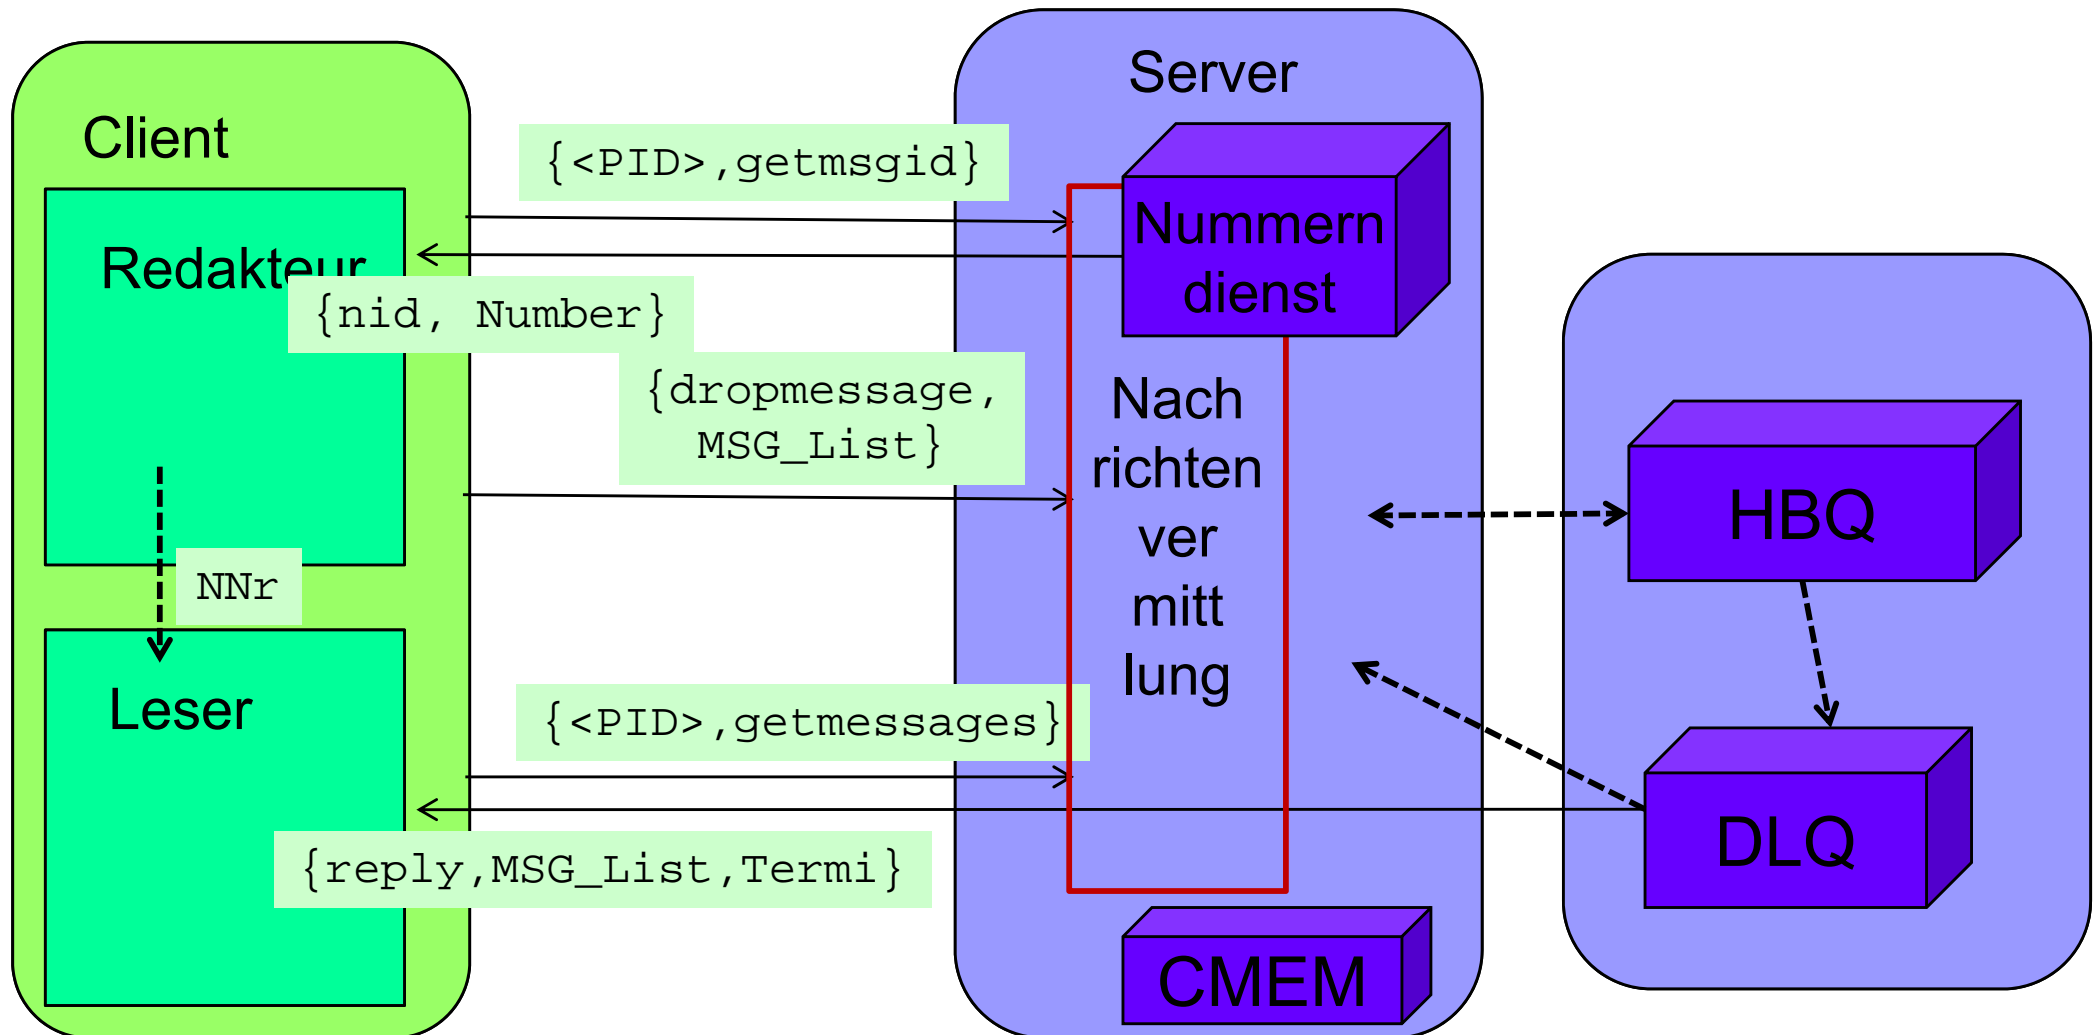 Client
Redakteur
NNr
Leser
{<PID>,getmsgid}
{nid, Number}
{dropmessage,
MSG_List}
{<PID>,getmessages}
{reply,MSG_List,Termi}
Server
Nummern
dienst
Nach
richten
ver
mitt
lung
CMEM
HBQ
DLQ